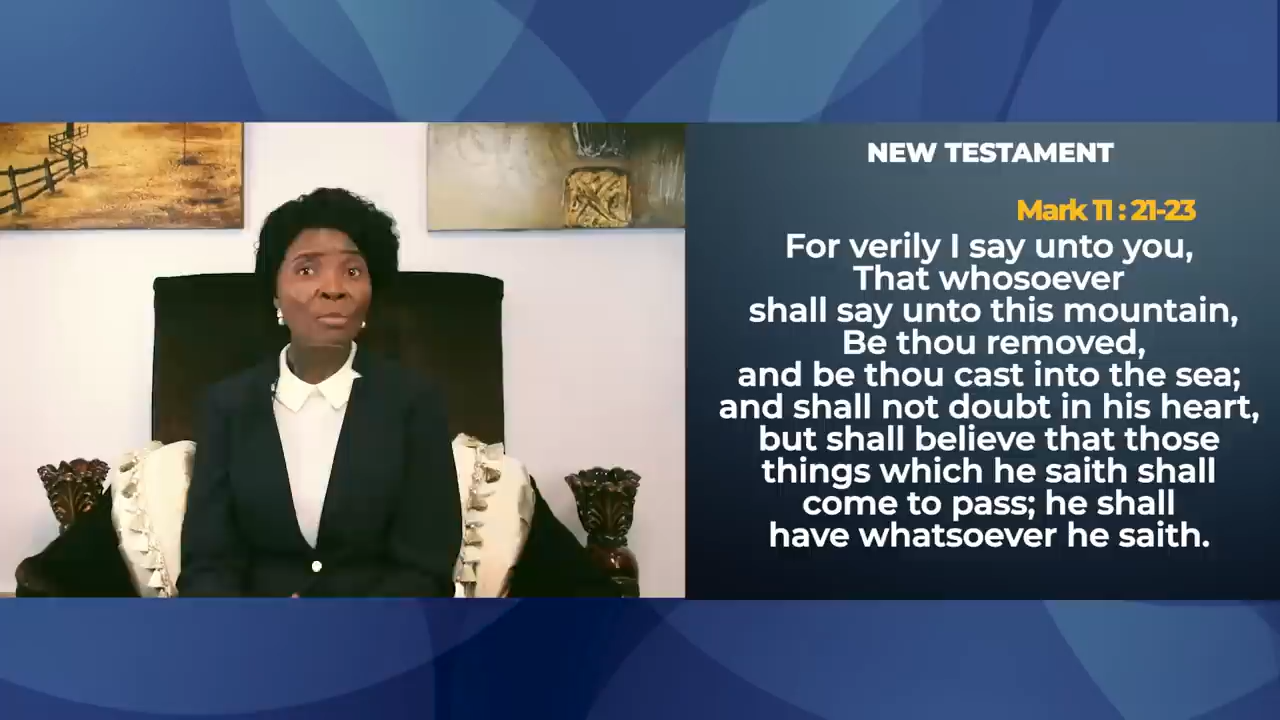 NEW TESTAMENT
Mark 11 : 21-23
For verily I say unto you,
That whosoever
shall say unto this mountain,
Be thou removed,
and be thou cast into the sea;
and shall not doubt in his heart,
but shall believe that those
things which he saith shall
come to pass; he shall
have whatsoever he saith.